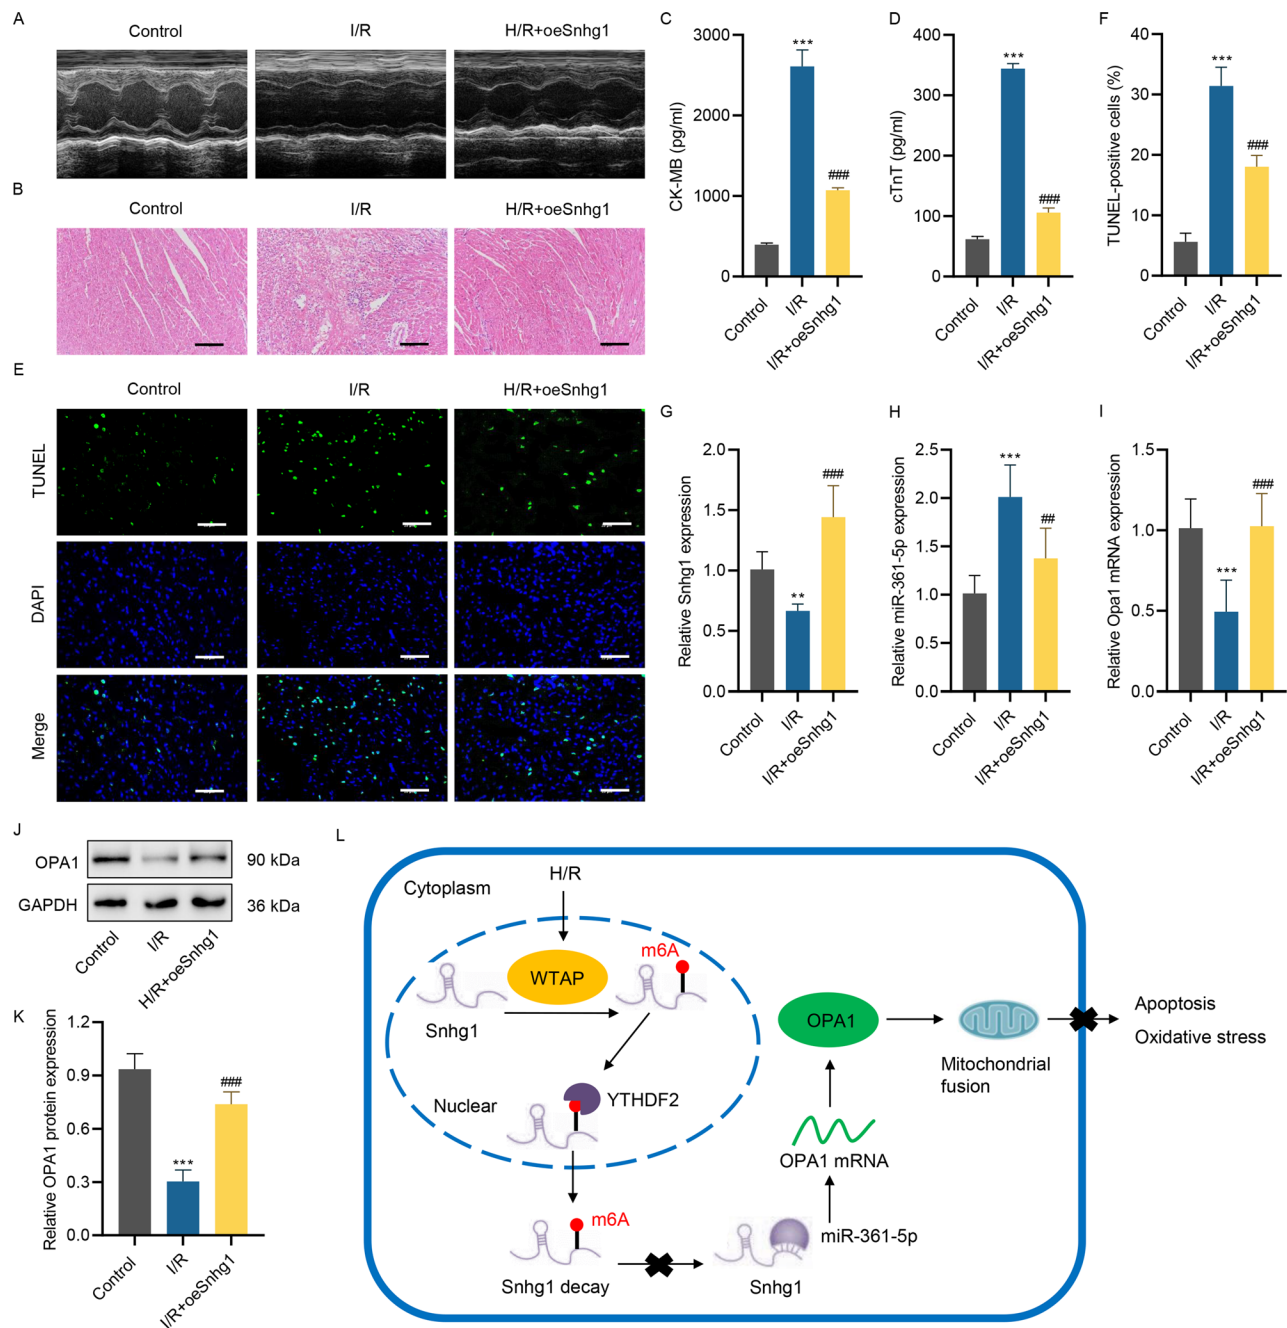 A
Control
I/R
H/R+oeSnhg1
B
Control
I/R
H/R+oeSnhg1
C
CK-MB (pg/ml)
3000
2000
1000
0
***
###
Control
I/R
I/R+oeSnhg1
D
cTnT (pg/ml)
400
300
200
100
0
***
###
Control
I/R
I/R+oeSnhg1
F
TUNEL-positive cells (%)
40
30
20
10
0
***
###
Control
I/R
I/R+oeSnhg1
E
Control
I/R
H/R+oeSnhg1
TUNEL
DAPI
Merge
G
Relative Snhg1 expression
2.0
1.5
1.0
0.5
0.0
**
###
Control
I/R
I/R+oeSnhg1
H
Relative miR-361-5p expression
2.5
2.0
1.5
1.0
0.5
0.0
***
##
Control
I/R
I/R+oeSnhg1
I
Relative Opa1 mRNA expression
1.5
1.0
0.5
0.0
***
###
Control
I/R
I/R+oeSnhg1
J
OPA1
90 kDa
GAPDH
36 kDa
Control
I/R
H/R+oeSnhg1
K
Relative OPA1 protein expression
1.2
0.9
0.6
0.3
0.0
***
###
Control
I/R
I/R+oeSnhg1
L
Cytoplasm
H/R
WTAP
m6A
Snhg1
Nuclear
YTHDF2
m6A
Snhg1 decay
Snhg1
miR-361-5p
OPA1 mRNA
OPA1
Mitochondrial
fusion
Apoptosis
Oxidative stress